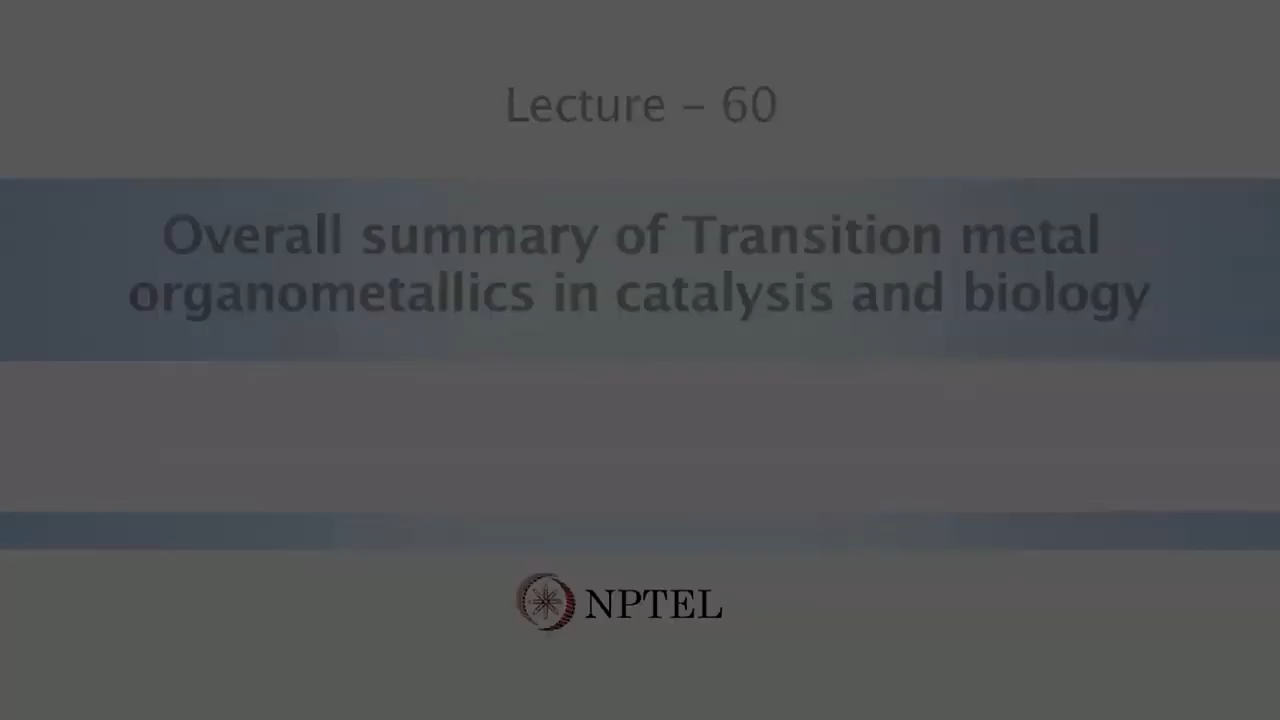 Lecture – 60
Overall summary of Transition metal
organometallics in catalysis and biology
NPTEL